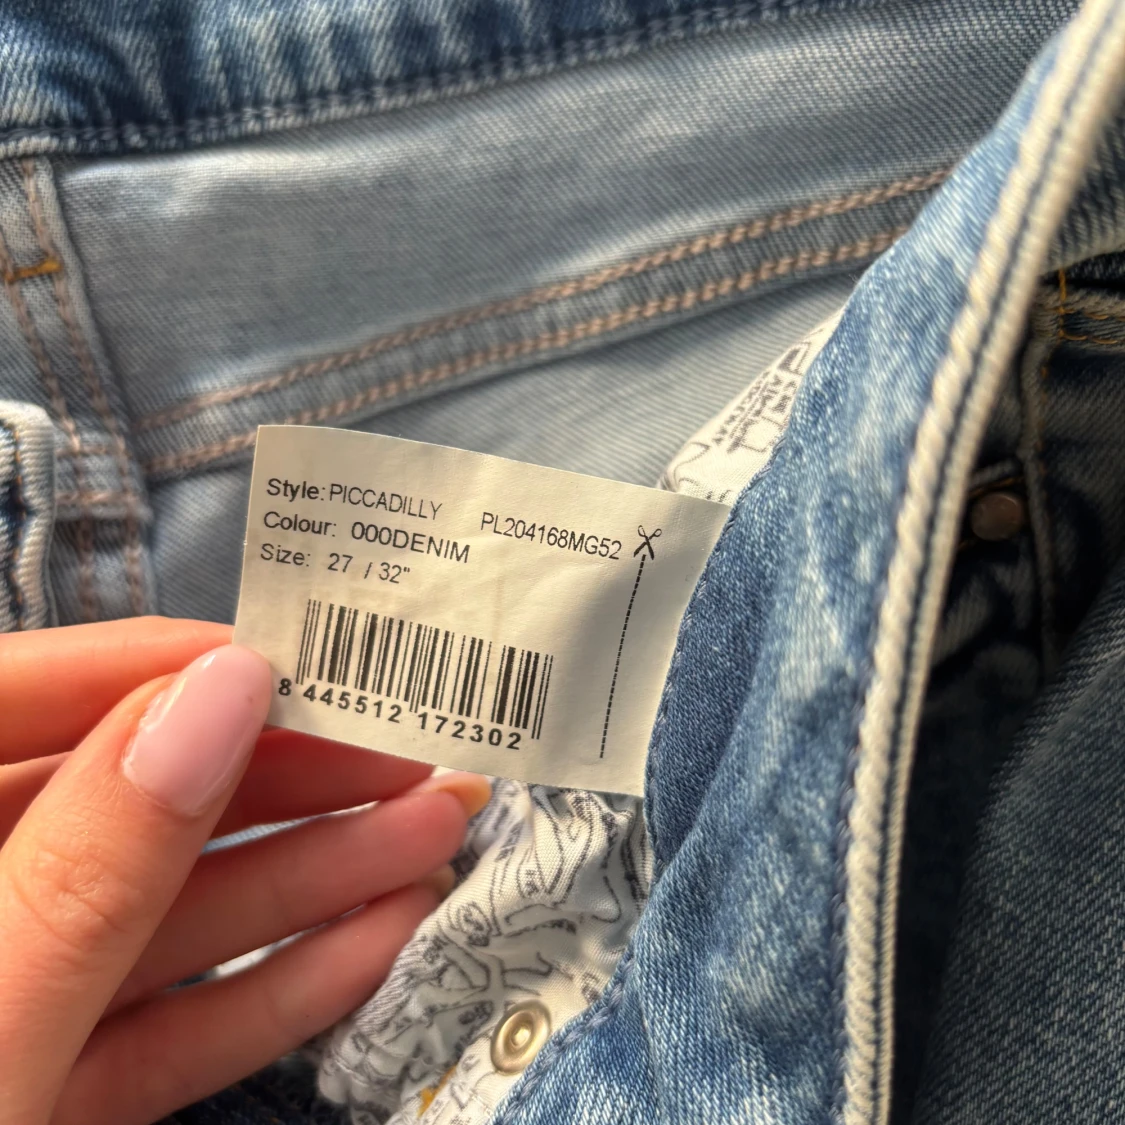 Style: PICCADILLY PL204168MG52
Colour: 000DENIM
Size: 27 / 32"
8 445512 172302